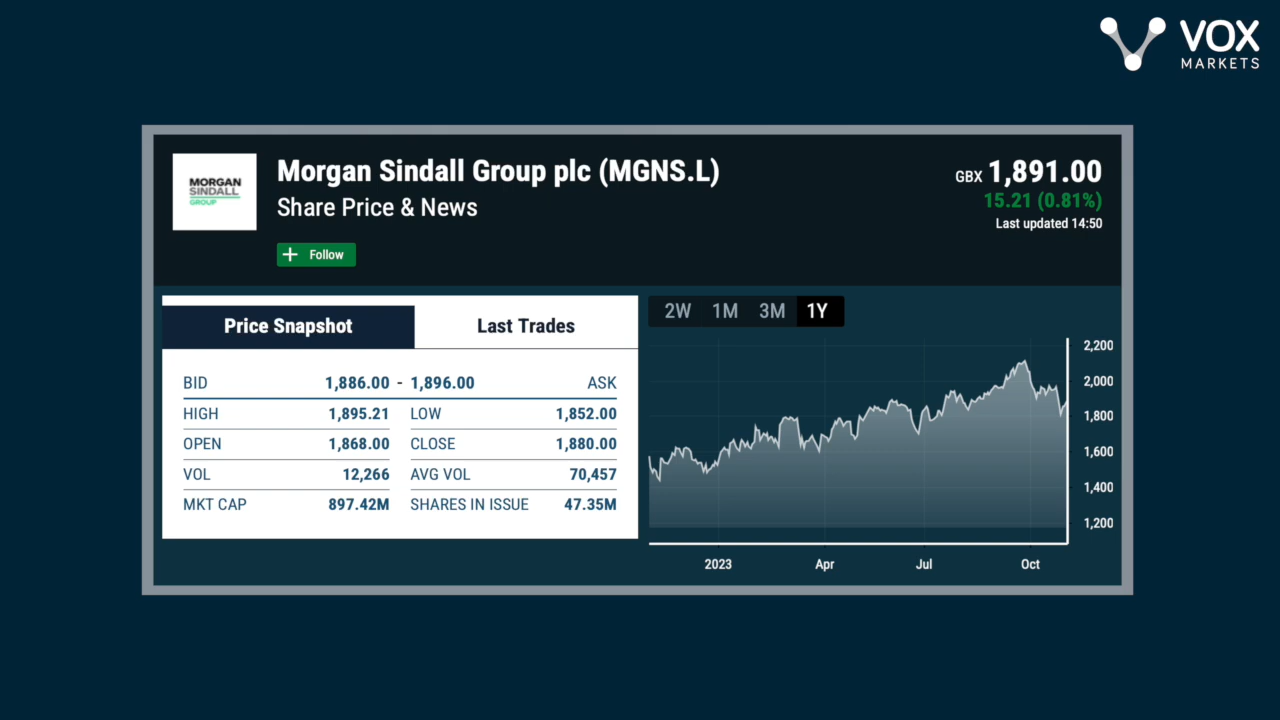 VOX
MARKETS
MORGAN
SINDALL
GROUP
Morgan Sindall Group plc (MGNS.L)
Share Price & News
+ Follow
GBX 1,891.00
15.21 (0.81%)
Last updated 14:50
Price Snapshot Last Trades
BID 1,886.00 - 1,896.00 ASK
HIGH 1,895.21 LOW 1,852.00
OPEN 1,868.00 CLOSE 1,880.00
VOL 12,266 AVG VOL 70,457
MKT CAP 897.42M SHARES IN ISSUE 47.35M
2W 1M 3M 1Y
2,200
2,000
1,800
1,600
1,400
1,200
2023 Apr Jul Oct